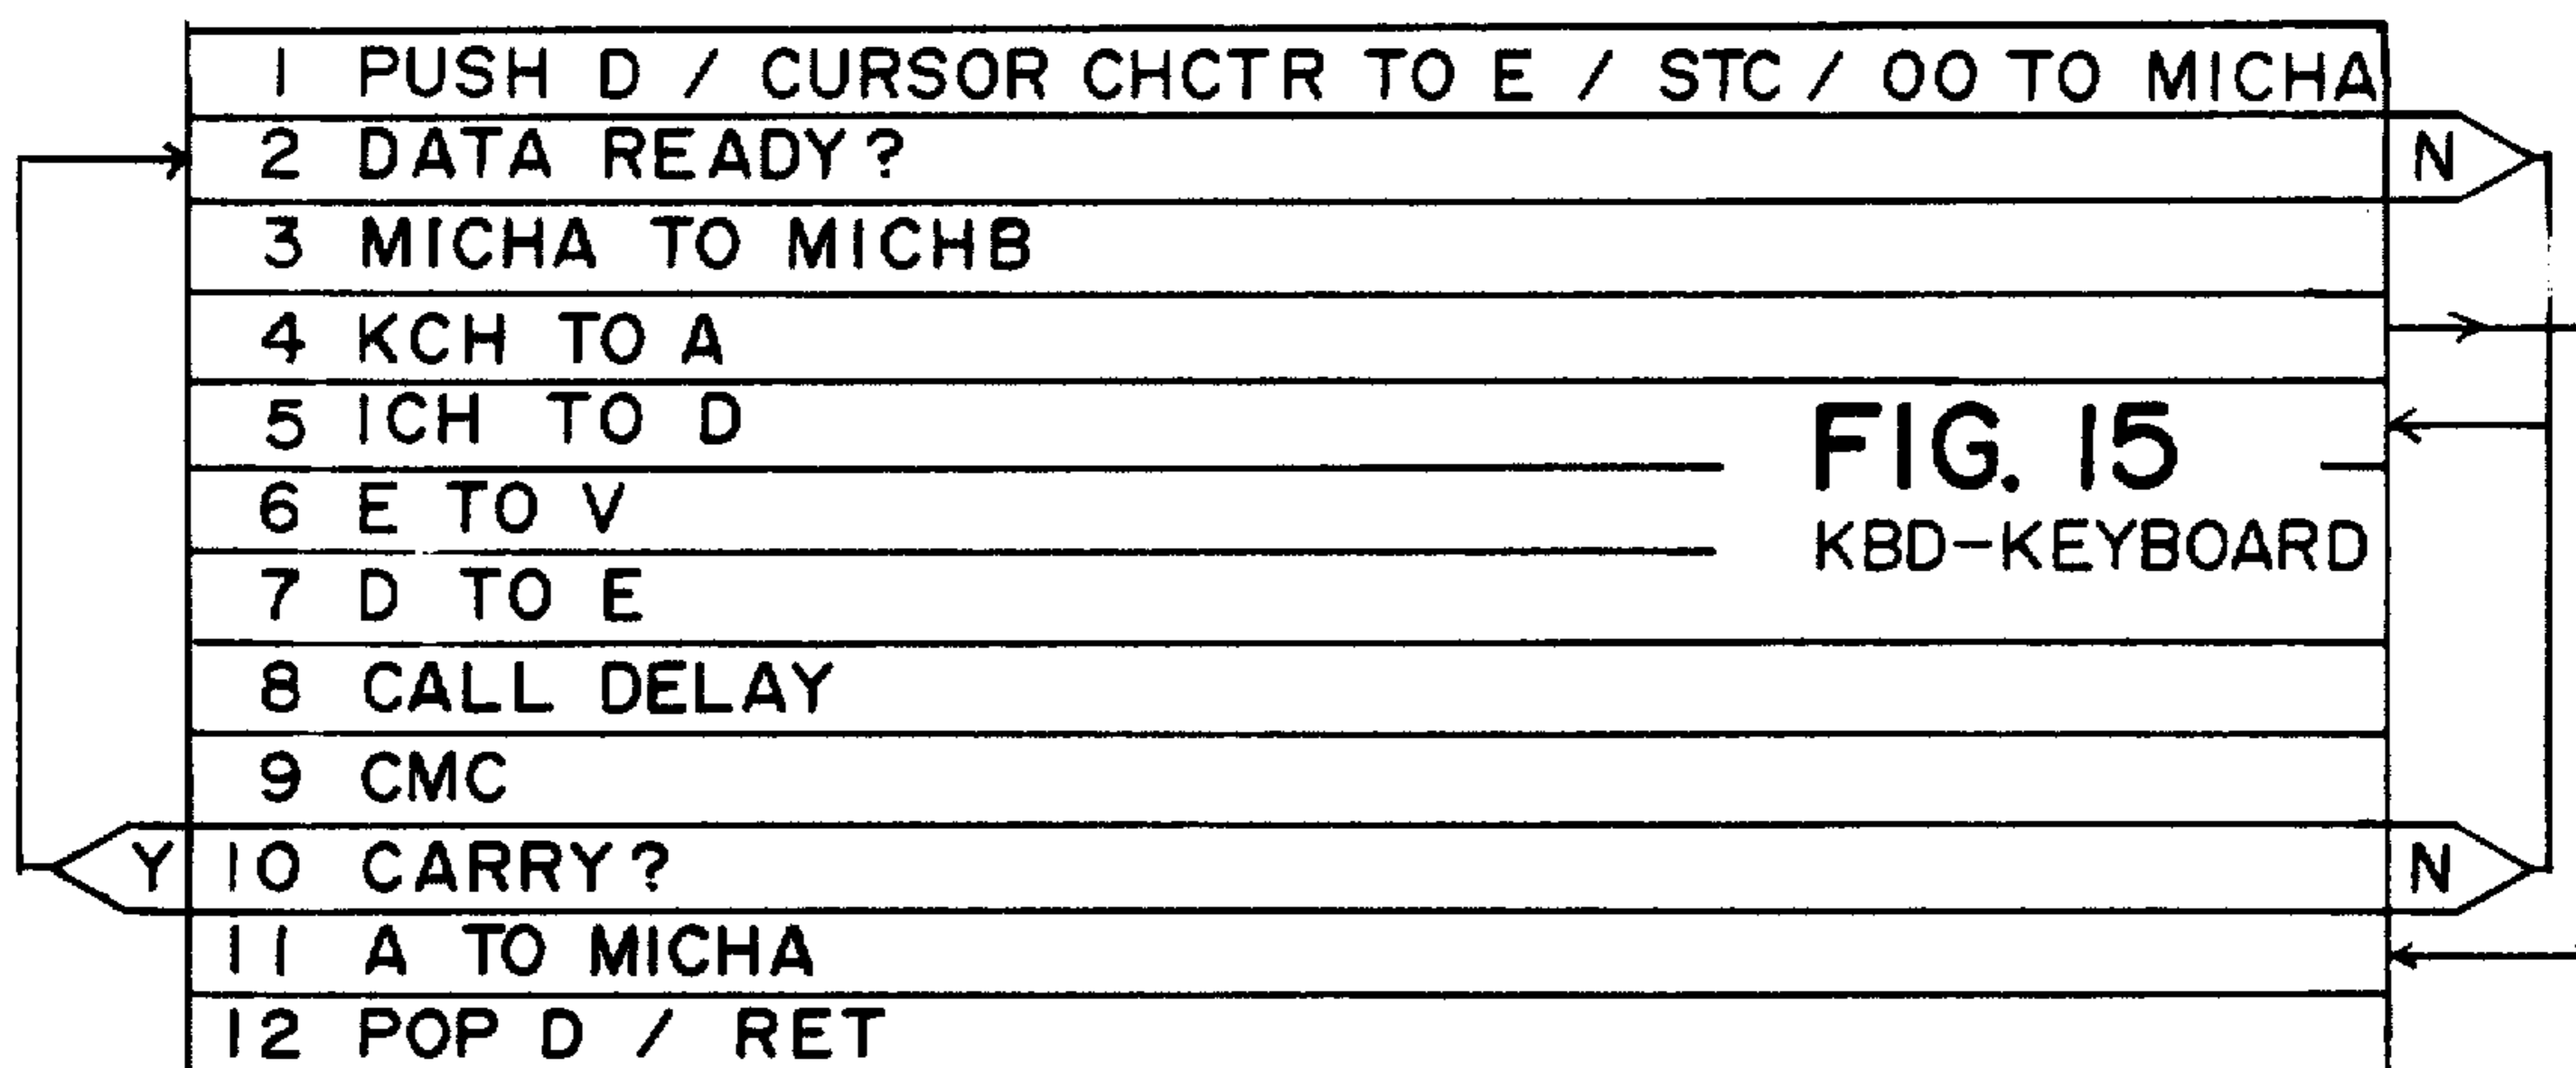 1 PUSH D / CURSOR CHCTR TO E / STC / 00 TO MICHA
2 DATA READY? N
3 MICHA TO MICHB
4 KCH TO A
5 ICH TO D
6 E TO V
7 D TO E
FIG. 15
KBD-KEYBOARD
8 CALL DELAY
9 CMC
Y 10 CARRY? N
11 A TO MICHA
12 POP D / RET